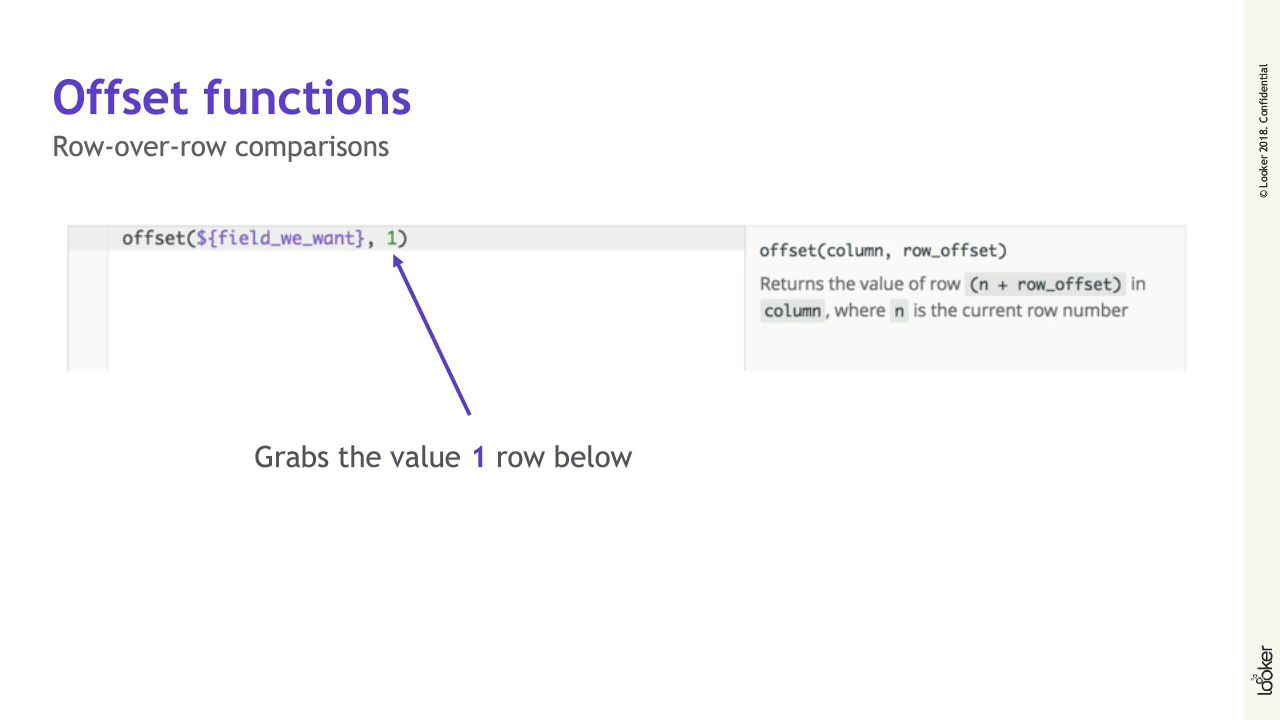 Offset functions
Row-over-row comparisons
offset(${field_we_want}, 1)
offset(column, row_offset)
Returns the value of row (n + row_offset) in
column, where n is the current row number
Grabs the value 1 row below
© Looker 2018. Confidential
looker